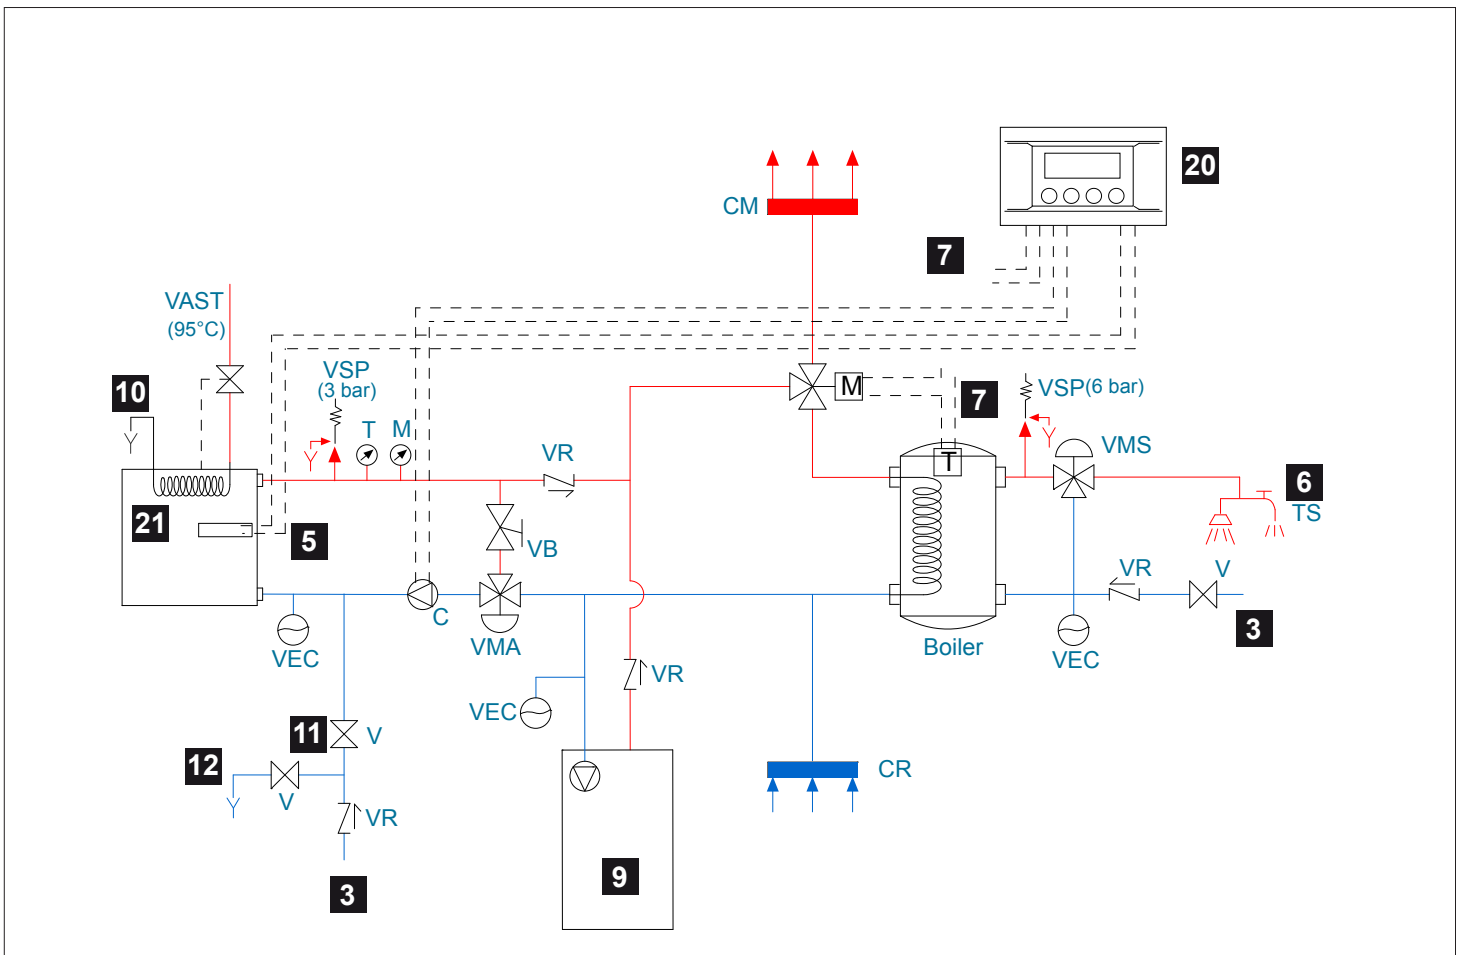 20
CM
7
VAST
(95°C)
VSP
(3 bar)
10
T
M
M
7
VSP(6 bar)
VR
VMS
T
6
TS
21
5
VB
V
VR
C
VMA
Boiler
3
VEC
VEC
VR
VEC
11
V
12
CR
V
VR
9
3